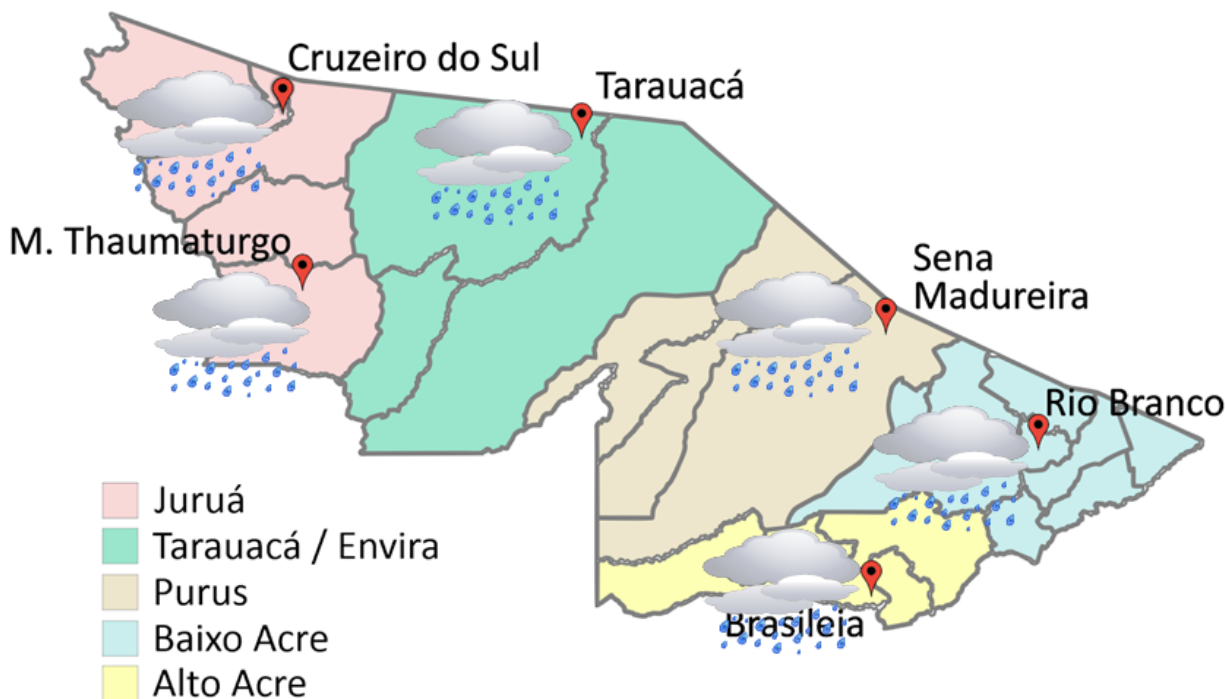 Cruzeiro do Sul
Tarauacá
M. Thaumaturgo
Sena
Madureira
Rio Branco
Brasileia
Juruá
Tarauacá / Envira
Purus
Baixo Acre
Alto Acre